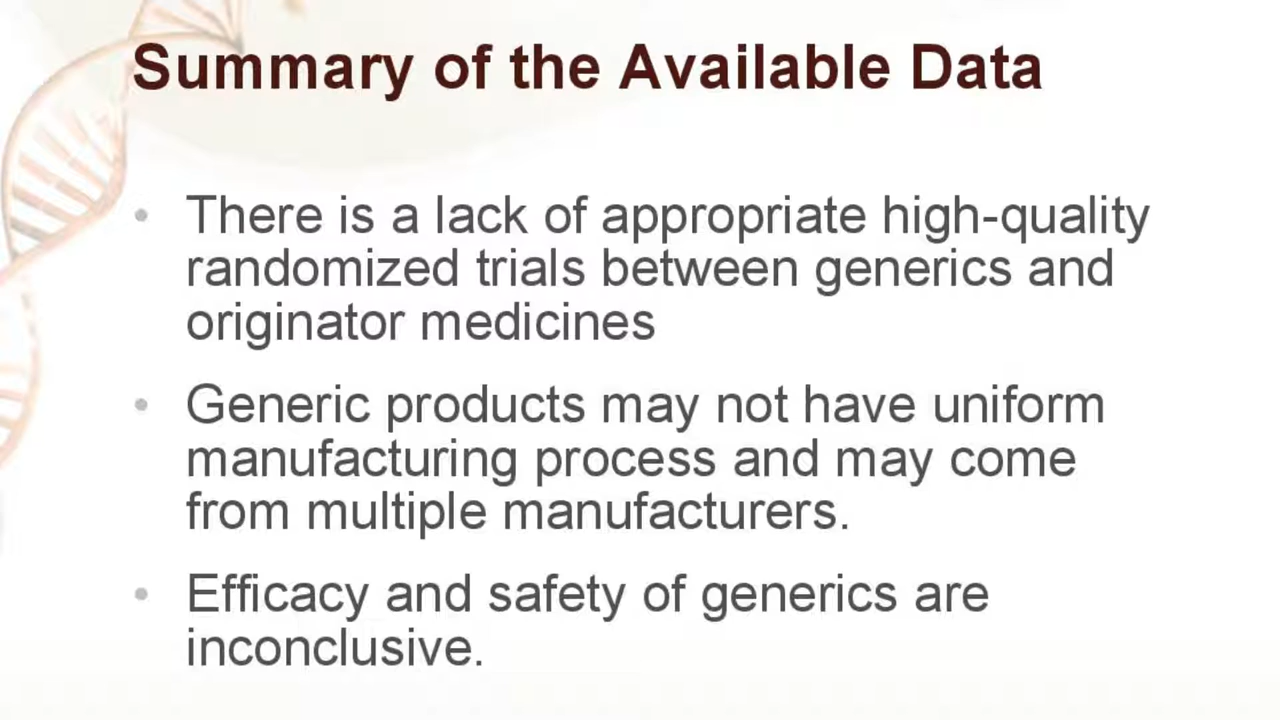 Summary of the Available Data
• There is a lack of appropriate high-quality
randomized trials between generics and
originator medicines
• Generic products may not have uniform
manufacturing process and may come
from multiple manufacturers.
• Efficacy and safety of generics are
inconclusive.